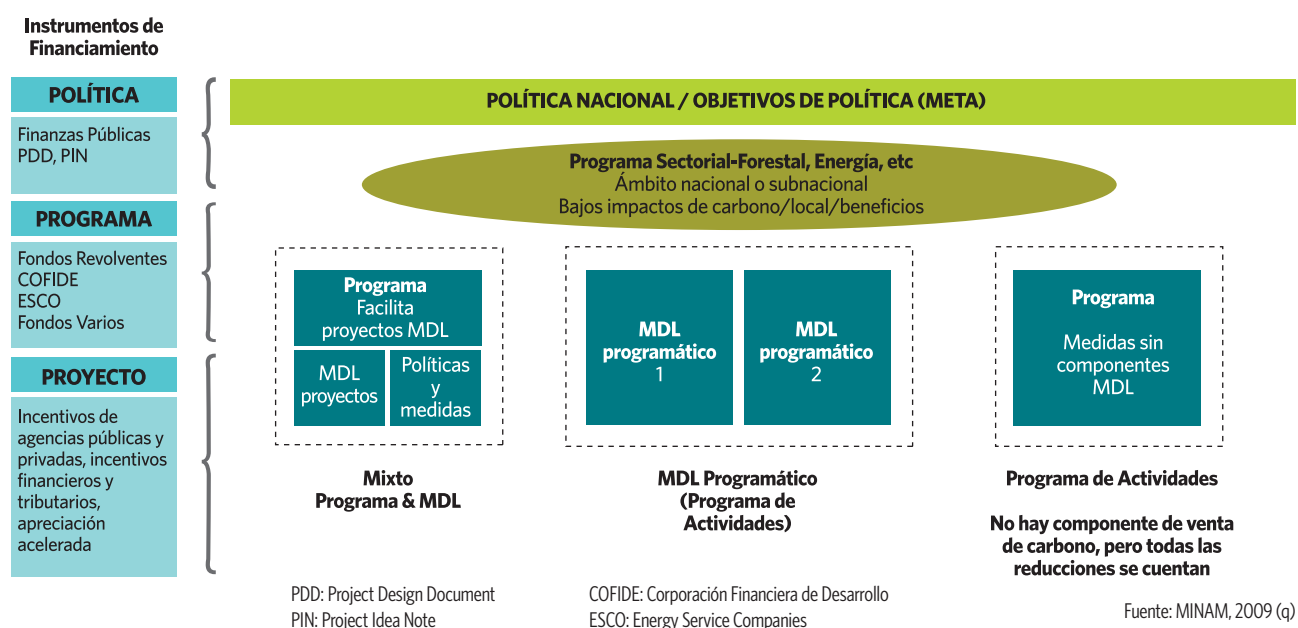 Instrumentos de
Financiamiento
POLÍTICA
Finanzas Públicas
PDD, PIN
PROGRAMA
Fondos Revolventes
COFIDE
ESCO
Fondos Varios
PROYECTO
Incentivos de
agencias públicas y
privadas, incentivos
financieros y
tributarios,
apreciación
acelerada
POLÍTICA NACIONAL / OBJETIVOS DE POLÍTICA (META)
Programa Sectorial-Forestal, Energía, etc
Ámbito nacional o subnacional
Bajos impactos de carbono/local/beneficios
Programa
Facilita
proyectos MDL
MDL
proyectos
Políticas
y
medidas
Mixto
Programa & MDL
MDL
programático
1
MDL
programático
2
MDL Programático
(Programa de
Actividades)
Programa
Medidas sin
componentes
MDL
Programa de Actividades
No hay componente de venta
de carbono, pero todas las
reducciones se cuentan
PDD: Project Design Document
PIN: Project Idea Note
COFIDE: Corporación Financiera de Desarrollo
ESCO: Energy Service Companies
Fuente: MINAM, 2009 (q)